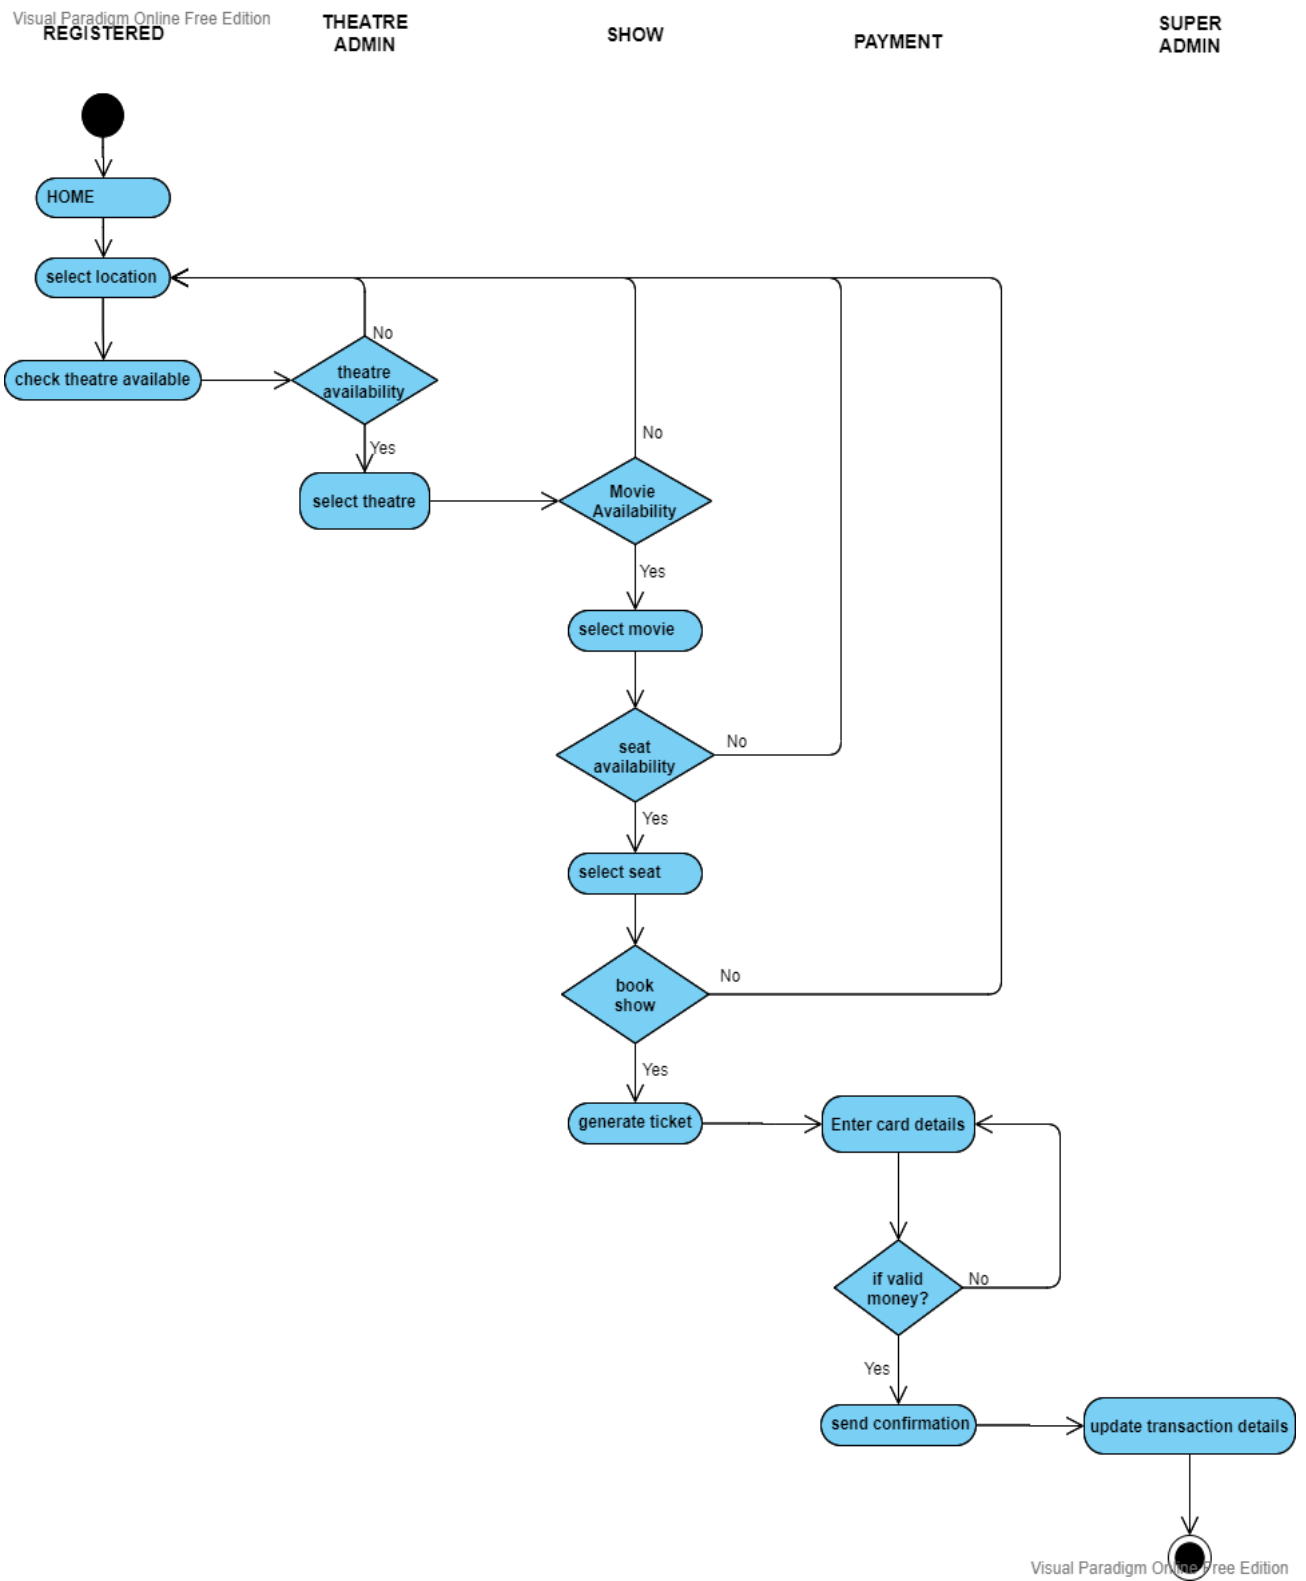 Visual Paradigm Online Free Edition
REGISTERED
THEATRE
ADMIN
SHOW
PAYMENT
SUPER
ADMIN
HOME
select location
No
check theatre available
theatre
availability
Yes
select theatre
No
Movie
Availability
Yes
select movie
seat
availability
No
Yes
select seat
book
show
No
Yes
generate ticket
Enter card details
if valid
money?
No
Yes
send confirmation
update transaction details
Visual Paradigm Online Free Edition